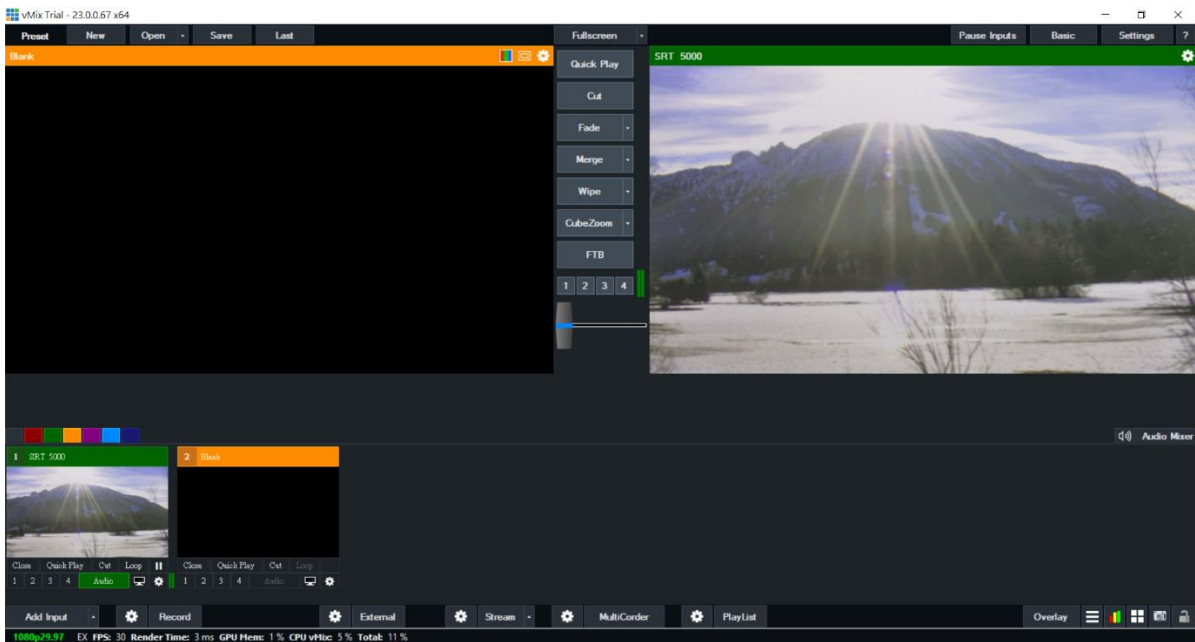 vMix Trial - 23.0.0.67 x64
Preset New Open Save Last Fullscreen Pause Inputs Basic Settings ?
Blank
SRT 5000
Quick Play
Cut
Fade
Merge
Wipe
CubeZoom
FTB
1 2 3 4
Audio Mixer
1 SRT 5000
2 Blank
Close Quick Play Cut Loop Close Quick Play Cut Loop
1 2 3 4 Audio 1 2 3 4 Audio
Add Input Record External Stream MultiCorder PlayList Overlay
1080p29.97 EX FPS: 30 Render Time: 3 ms GPU Mem: 1 % CPU vMix: 5 % Total: 11 %